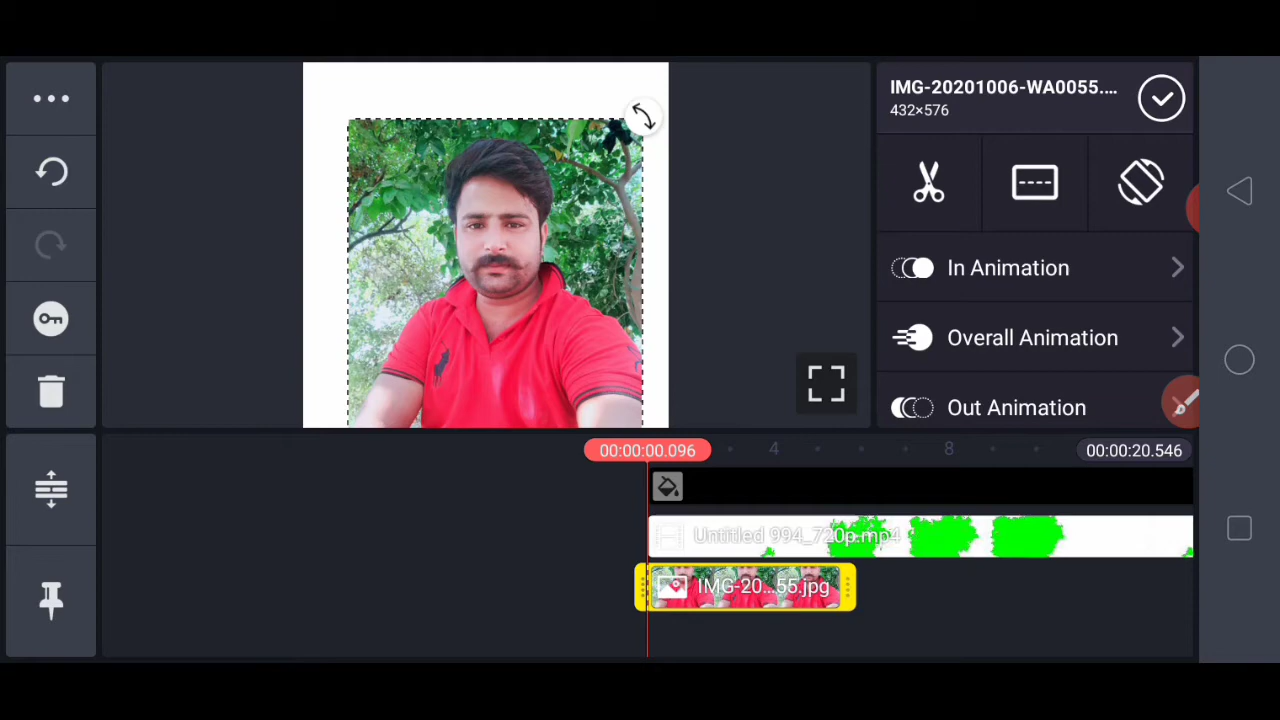 IMG-20201006-WA0055....
432×576
In Animation
Overall Animation
Out Animation
00:00:00.096
4
8
00:00:20.546
Untitled 994_720p.mp4
IMG-20...55.jpg